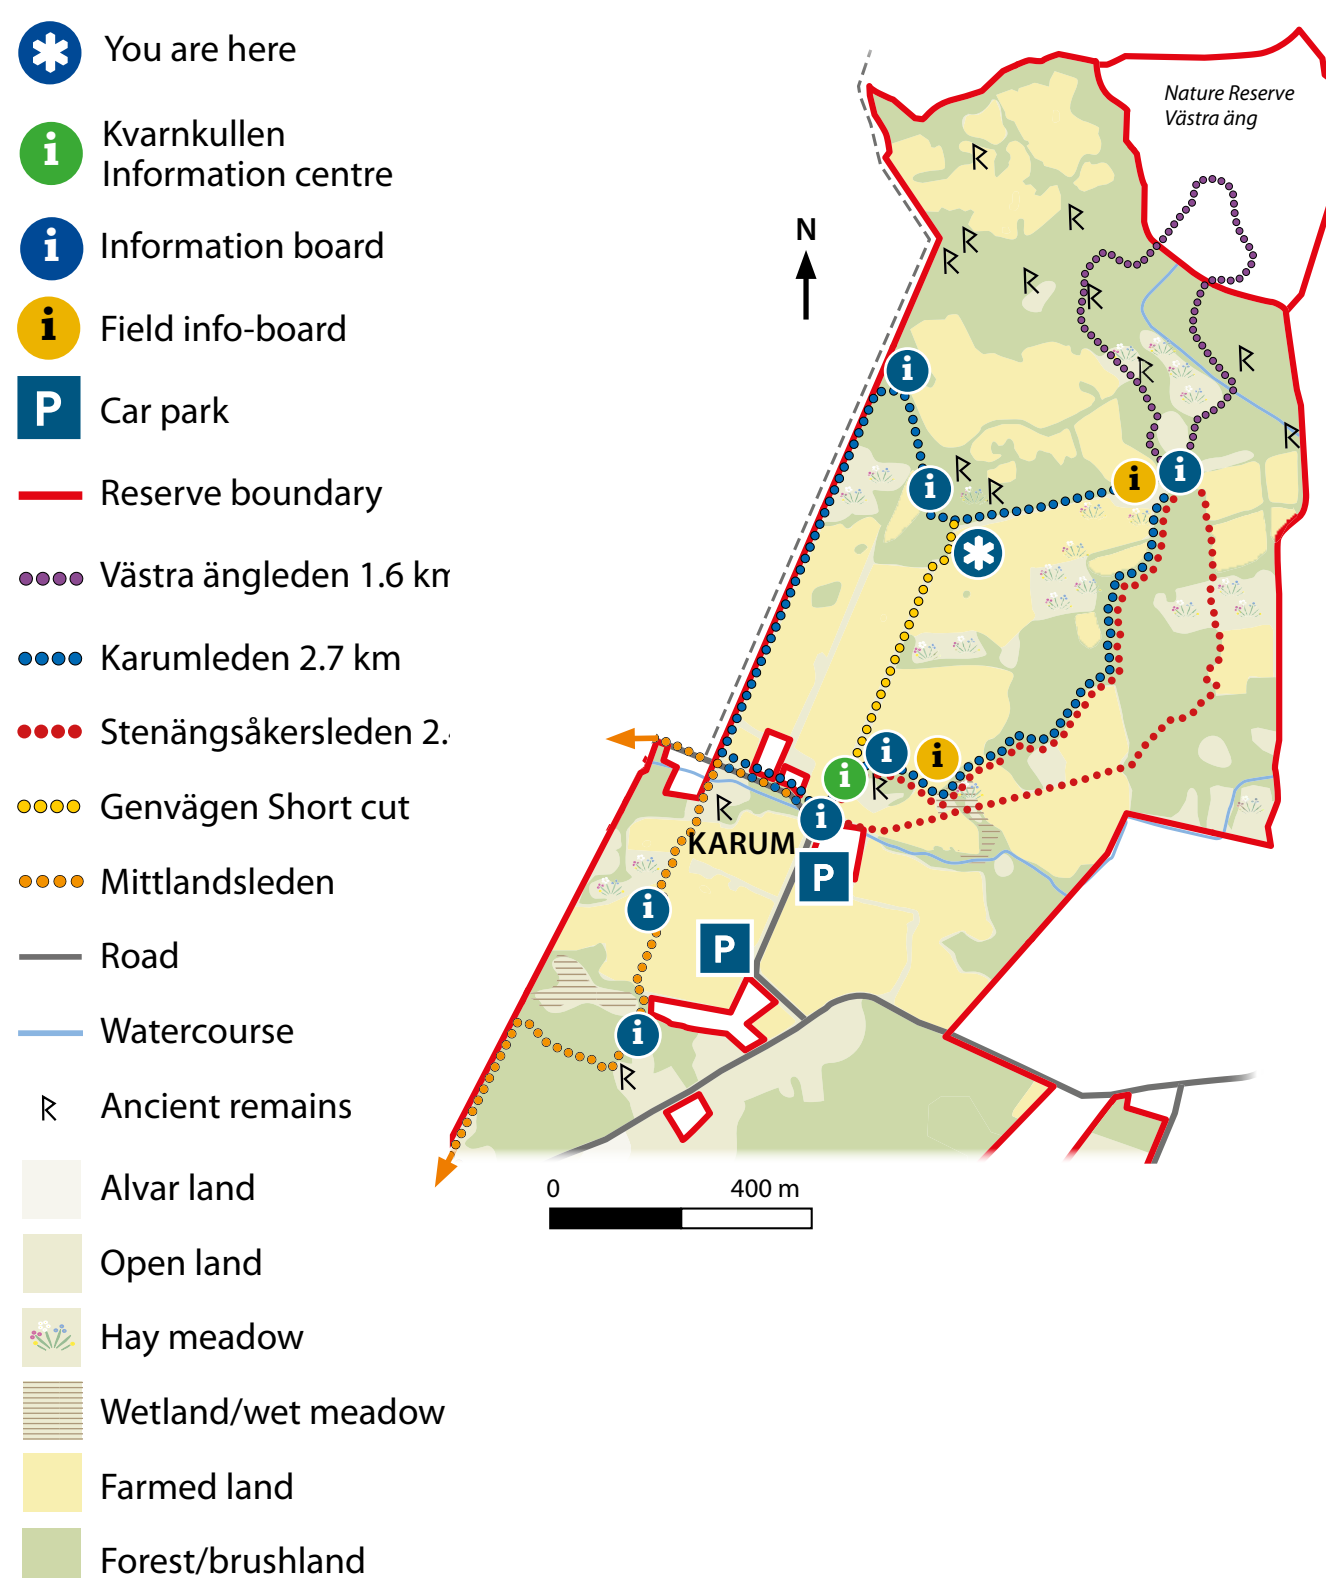 You are here
Kvarnkullen
Information centre
Information board
Field info-board
P
Car park
Reserve boundary
Västra ängleden 1.6 km
Karumleden 2.7 km
Stenängsåkersleden 2.
Genvägen Short cut
Mittlandsleden
Road
Watercourse
Ancient remains
Alvar land
Open land
Hay meadow
Wetland/wet meadow
Farmed land
Forest/brushland
Nature Reserve
Västra äng
N
KARUM
P
P
0 400 m